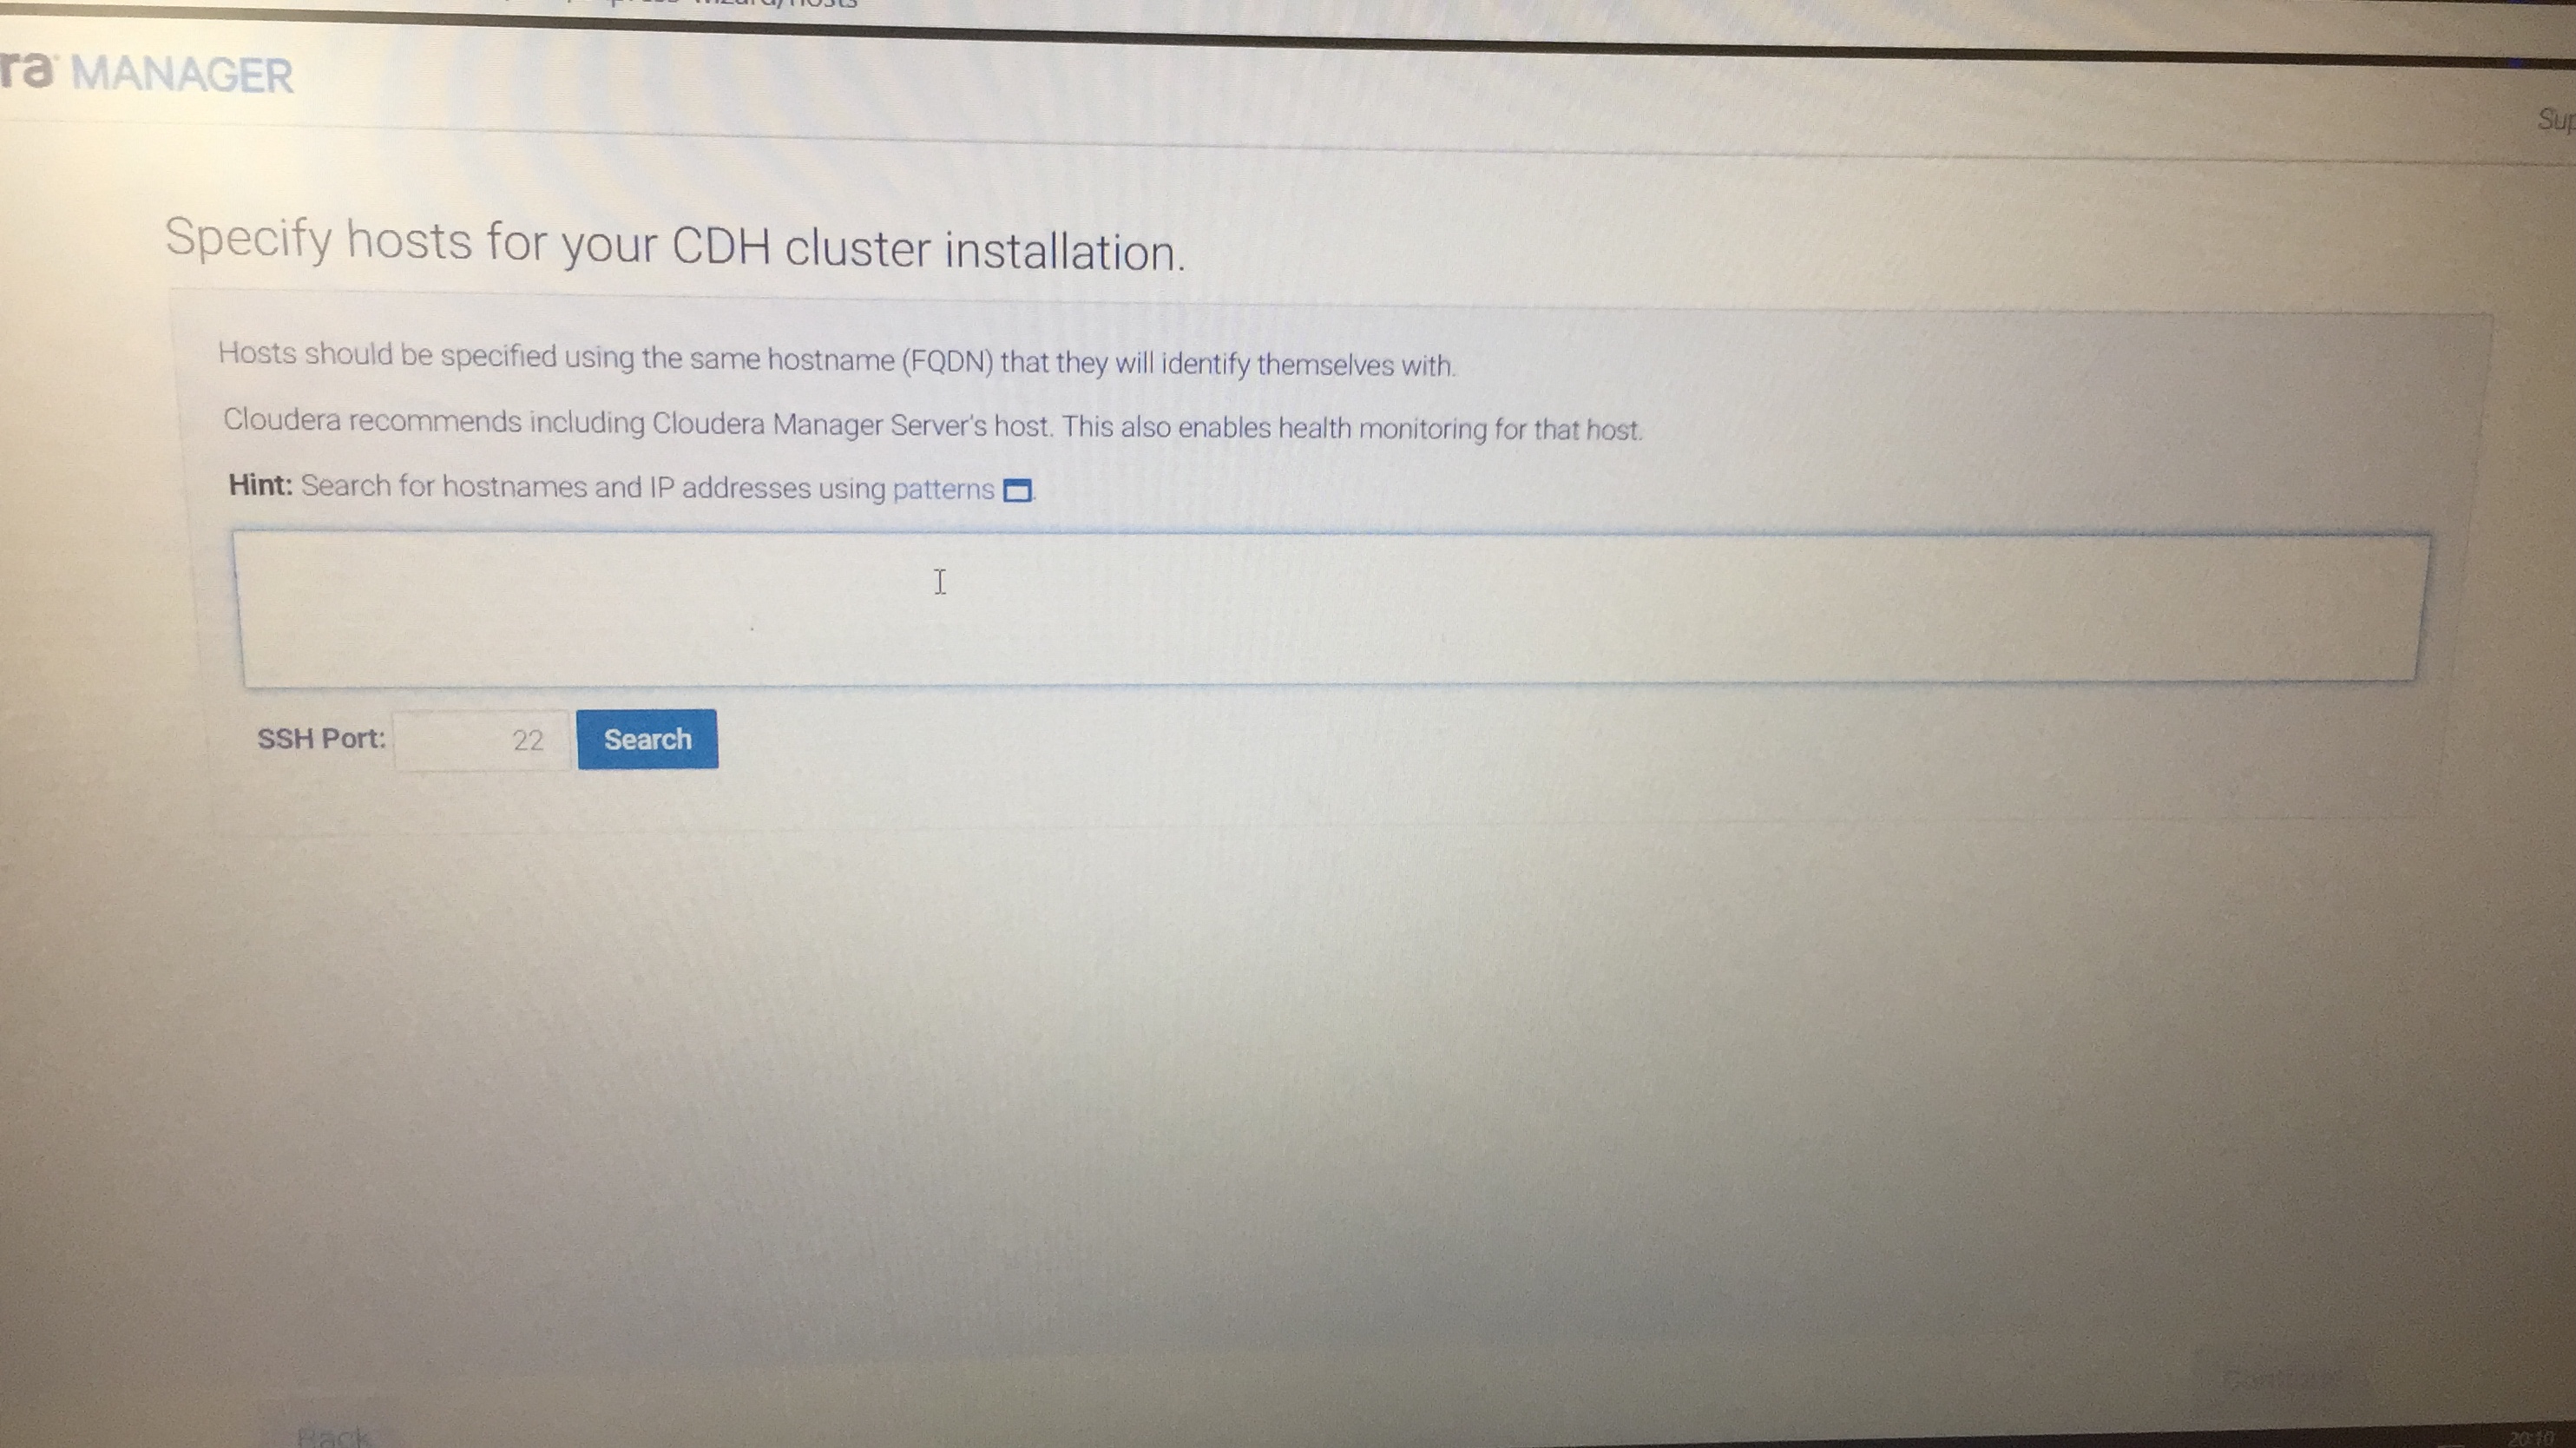 ra MANAGER
Sup
Specify hosts for your CDH cluster installation.
Hosts should be specified using the same hostname (FQDN) that they will identify themselves with.
Cloudera recommends including Cloudera Manager Server's host. This also enables health monitoring for that host.
Hint: Search for hostnames and IP addresses using patterns
SSH Port: 22 Search
Back
20:10